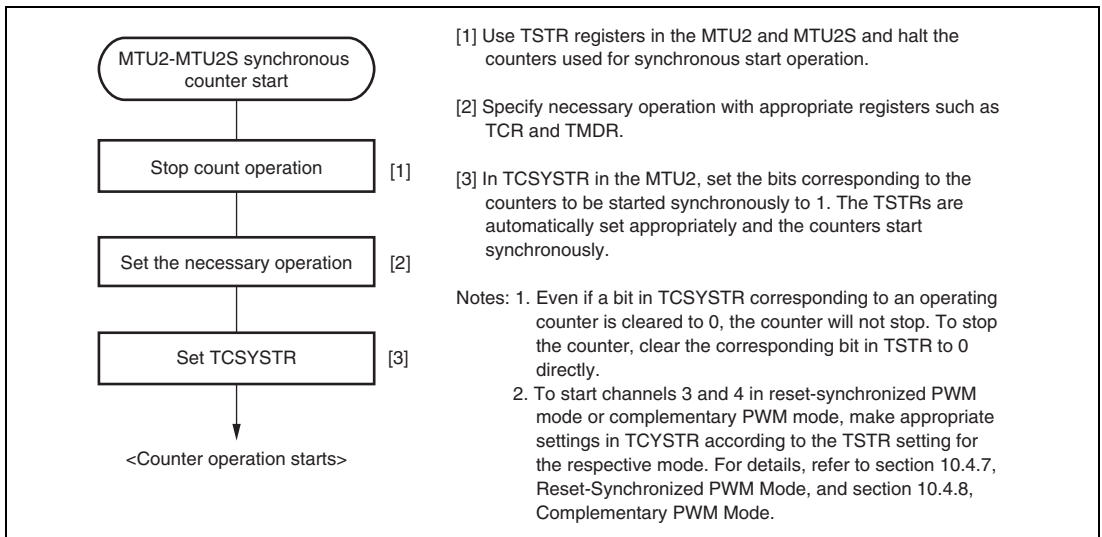 MTU2-MTU2S synchronous
counter start
Stop count operation
[1]
Set the necessary operation
[2]
Set TCSYSTR
[3]
<Counter operation starts>
[1] Use TSTR registers in the MTU2 and MTU2S and halt the
counters used for synchronous start operation.
[2] Specify necessary operation with appropriate registers such as
TCR and TMDR.
[3] In TCSYSTR in the MTU2, set the bits corresponding to the
counters to be started synchronously to 1. The TSTRs are
automatically set appropriately and the counters start
synchronously.
Notes: 1. Even if a bit in TCSYSTR corresponding to an operating
counter is cleared to 0, the counter will not stop. To stop
the counter, clear the corresponding bit in TSTR to 0
directly.
2. To start channels 3 and 4 in reset-synchronized PWM
mode or complementary PWM mode, make appropriate
settings in TCYSTR according to the TSTR setting for
the respective mode. For details, refer to section 10.4.7,
Reset-Synchronized PWM Mode, and section 10.4.8,
Complementary PWM Mode.